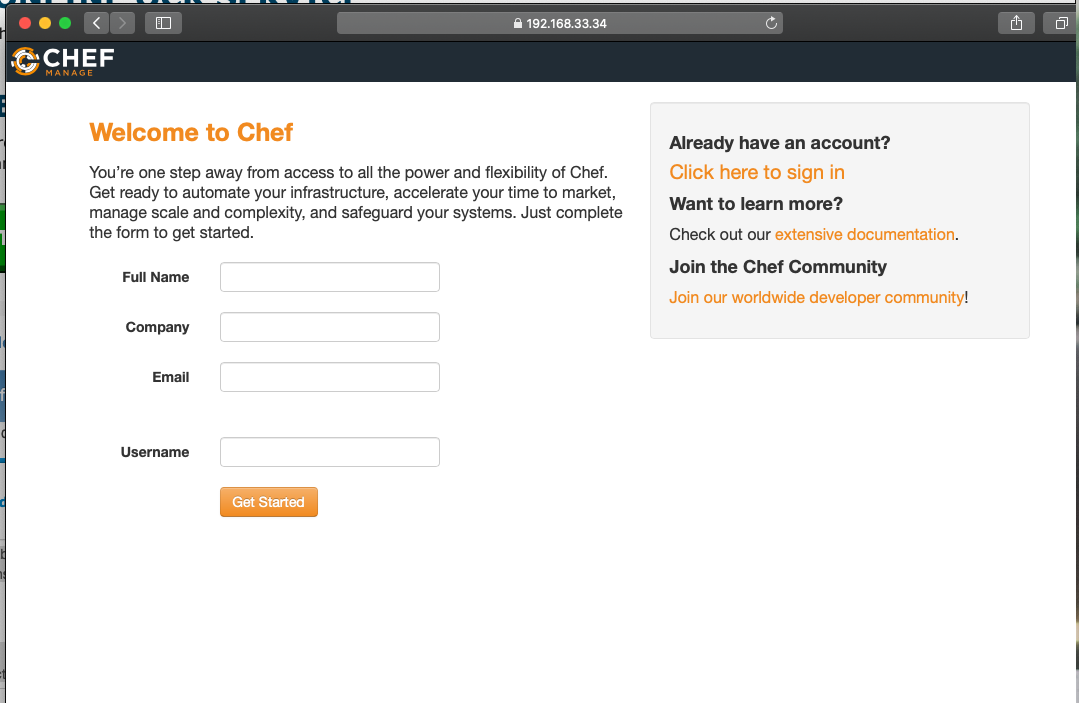 192.168.33.34
CHEF
MANAGE
Welcome to Chef
You're one step away from access to all the power and flexibility of Chef.
Get ready to automate your infrastructure, accelerate your time to market,
manage scale and complexity, and safeguard your systems. Just complete
the form to get started.
Full Name
Company
Email
Username
Get Started
Already have an account?
Click here to sign in
Want to learn more?
Check out our extensive documentation.
Join the Chef Community
Join our worldwide developer community!